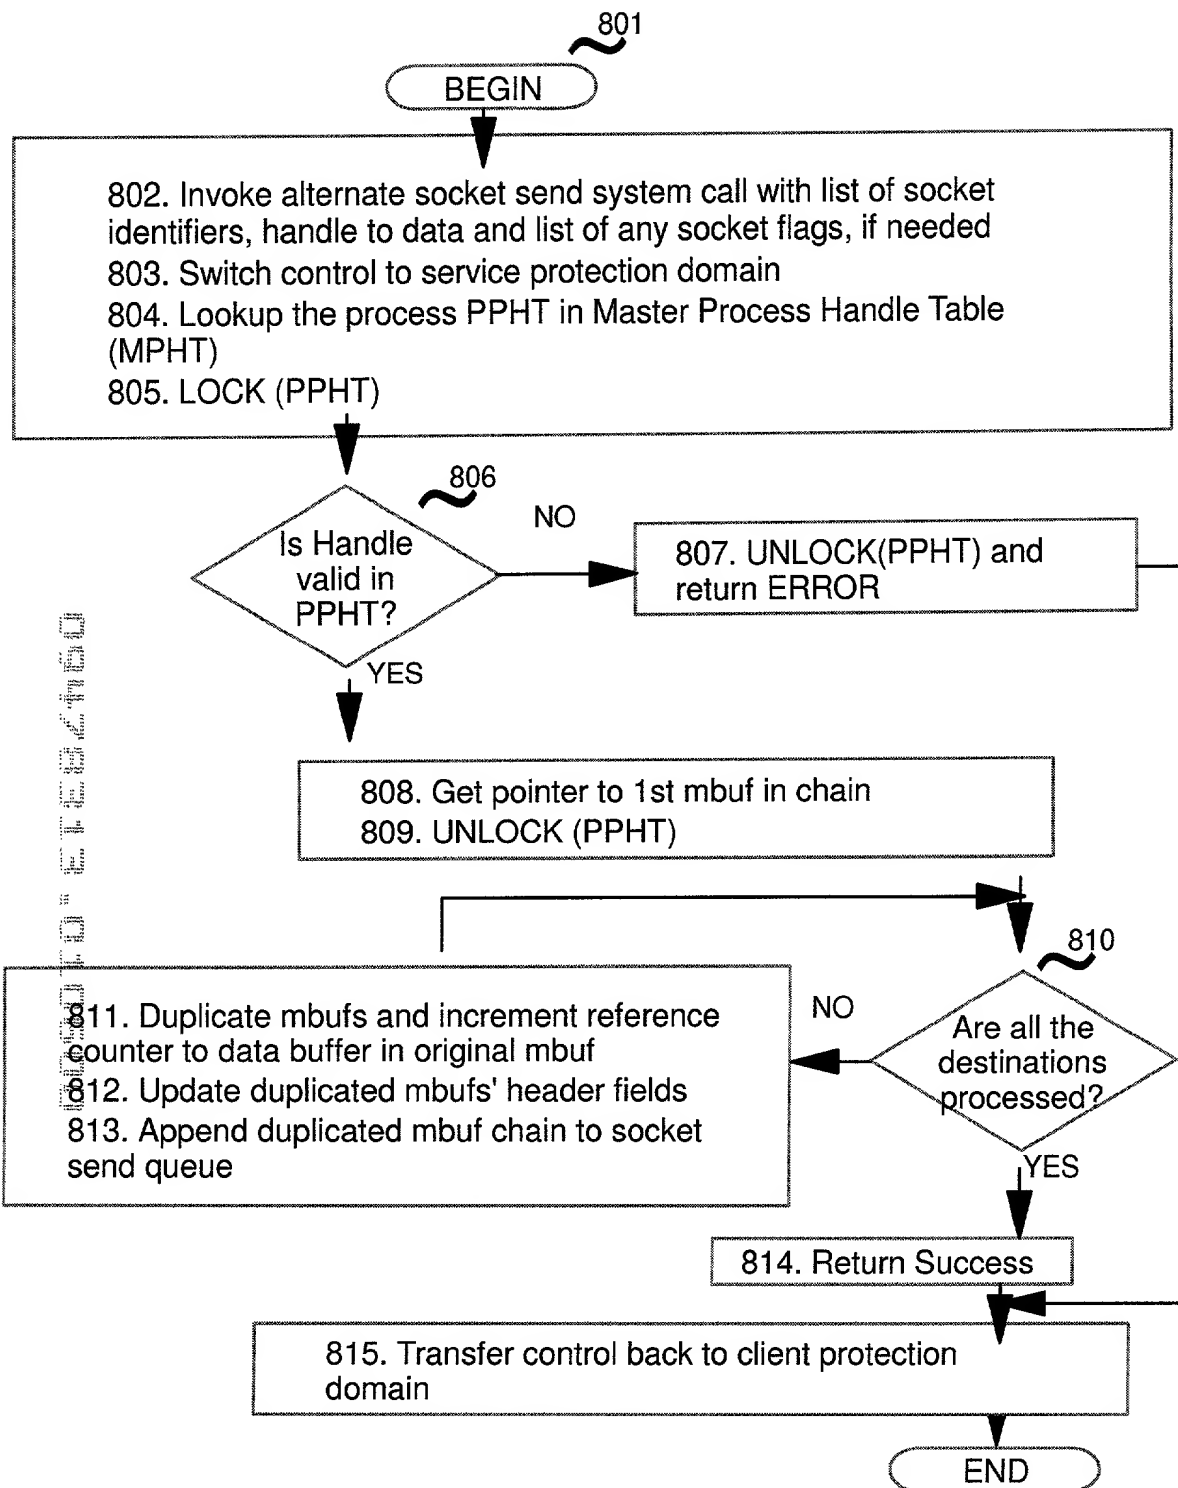 801
BEGIN
802. Invoke alternate socket send system call with list of socket
identifiers, handle to data and list of any socket flags, if needed
803. Switch control to service protection domain
804. Lookup the process PPHT in Master Process Handle Table
(MPHT)
805. LOCK (PPHT)
806
Is Handle
valid in
PPHT?
NO
807. UNLOCK(PPHT) and
return ERROR
YES
808. Get pointer to 1st mbuf in chain
809. UNLOCK (PPHT)
810
Are all the
destinations
processed?
NO
811. Duplicate mbufs and increment reference
counter to data buffer in original mbuf
812. Update duplicated mbufs' header fields
813. Append duplicated mbuf chain to socket
send queue
YES
814. Return Success
815. Transfer control back to client protection
domain
END